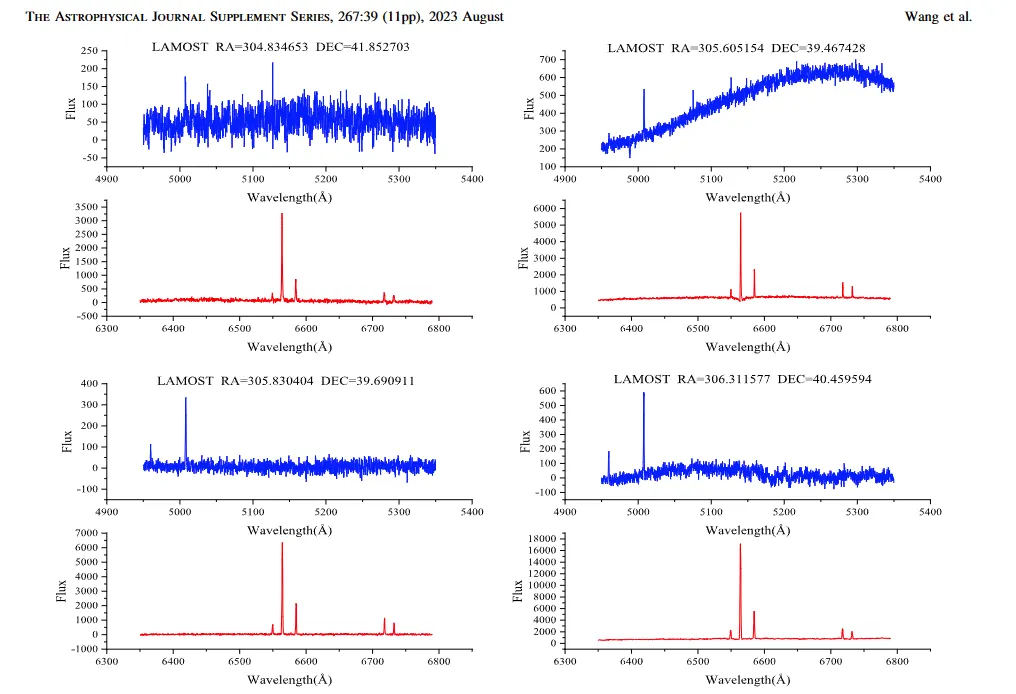 THE ASTROPHYSICAL JOURNAL SUPPLEMENT SERIES, 267:39 (11pp), 2023 August
Wang et al.
LAMOST RA=304.834653 DEC=41.852703
250
200
150
100
50
0
-50
Flux
4900 5000 5100 5200 5300 5400
Wavelength(Å)
3500
3000
2500
2000
1500
1000
500
0
-500
Flux
6300 6400 6500 6600 6700 6800
Wavelength(Å)
LAMOST RA=305.605154 DEC=39.467428
700
600
500
400
300
200
100
Flux
4900 5000 5100 5200 5300 5400
Wavelength(Å)
6000
5000
4000
3000
2000
1000
0
Flux
6300 6400 6500 6600 6700 6800
Wavelength(Å)
LAMOST RA=305.830404 DEC=39.690911
400
300
200
100
0
-100
Flux
4900 5000 5100 5200 5300 5400
Wavelength(Å)
7000
6000
5000
4000
3000
2000
1000
0
-1000
Flux
6300 6400 6500 6600 6700 6800
Wavelength(Å)
LAMOST RA=306.311577 DEC=40.459594
600
500
400
300
200
100
0
-100
Flux
4900 5000 5100 5200 5300 5400
Wavelength(Å)
18000
16000
14000
12000
10000
8000
6000
4000
2000
0
Flux
6300 6400 6500 6600 6700 6800
Wavelength(Å)